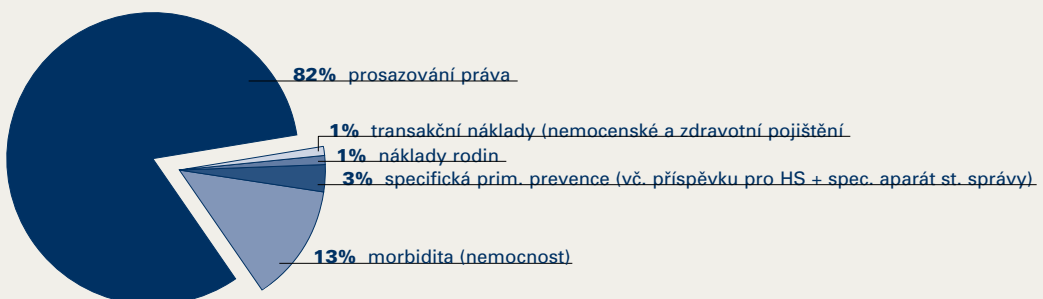 82% prosazování práva
1% transakční náklady (nemocenské a zdravotní pojištění
1% náklady rodin
3% specifická prim. prevence (vč. příspěvku pro HS + spec. aparát st. správy)
13% morbidita (nemocnost)